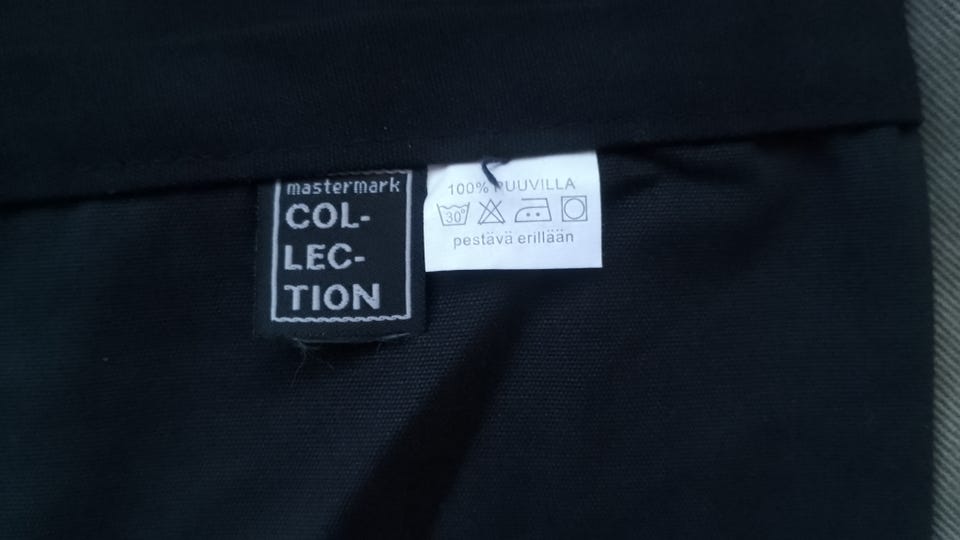 mastermark
COL-
LEC-
TION
100% PUUVILLA
30°
pestävä erillään